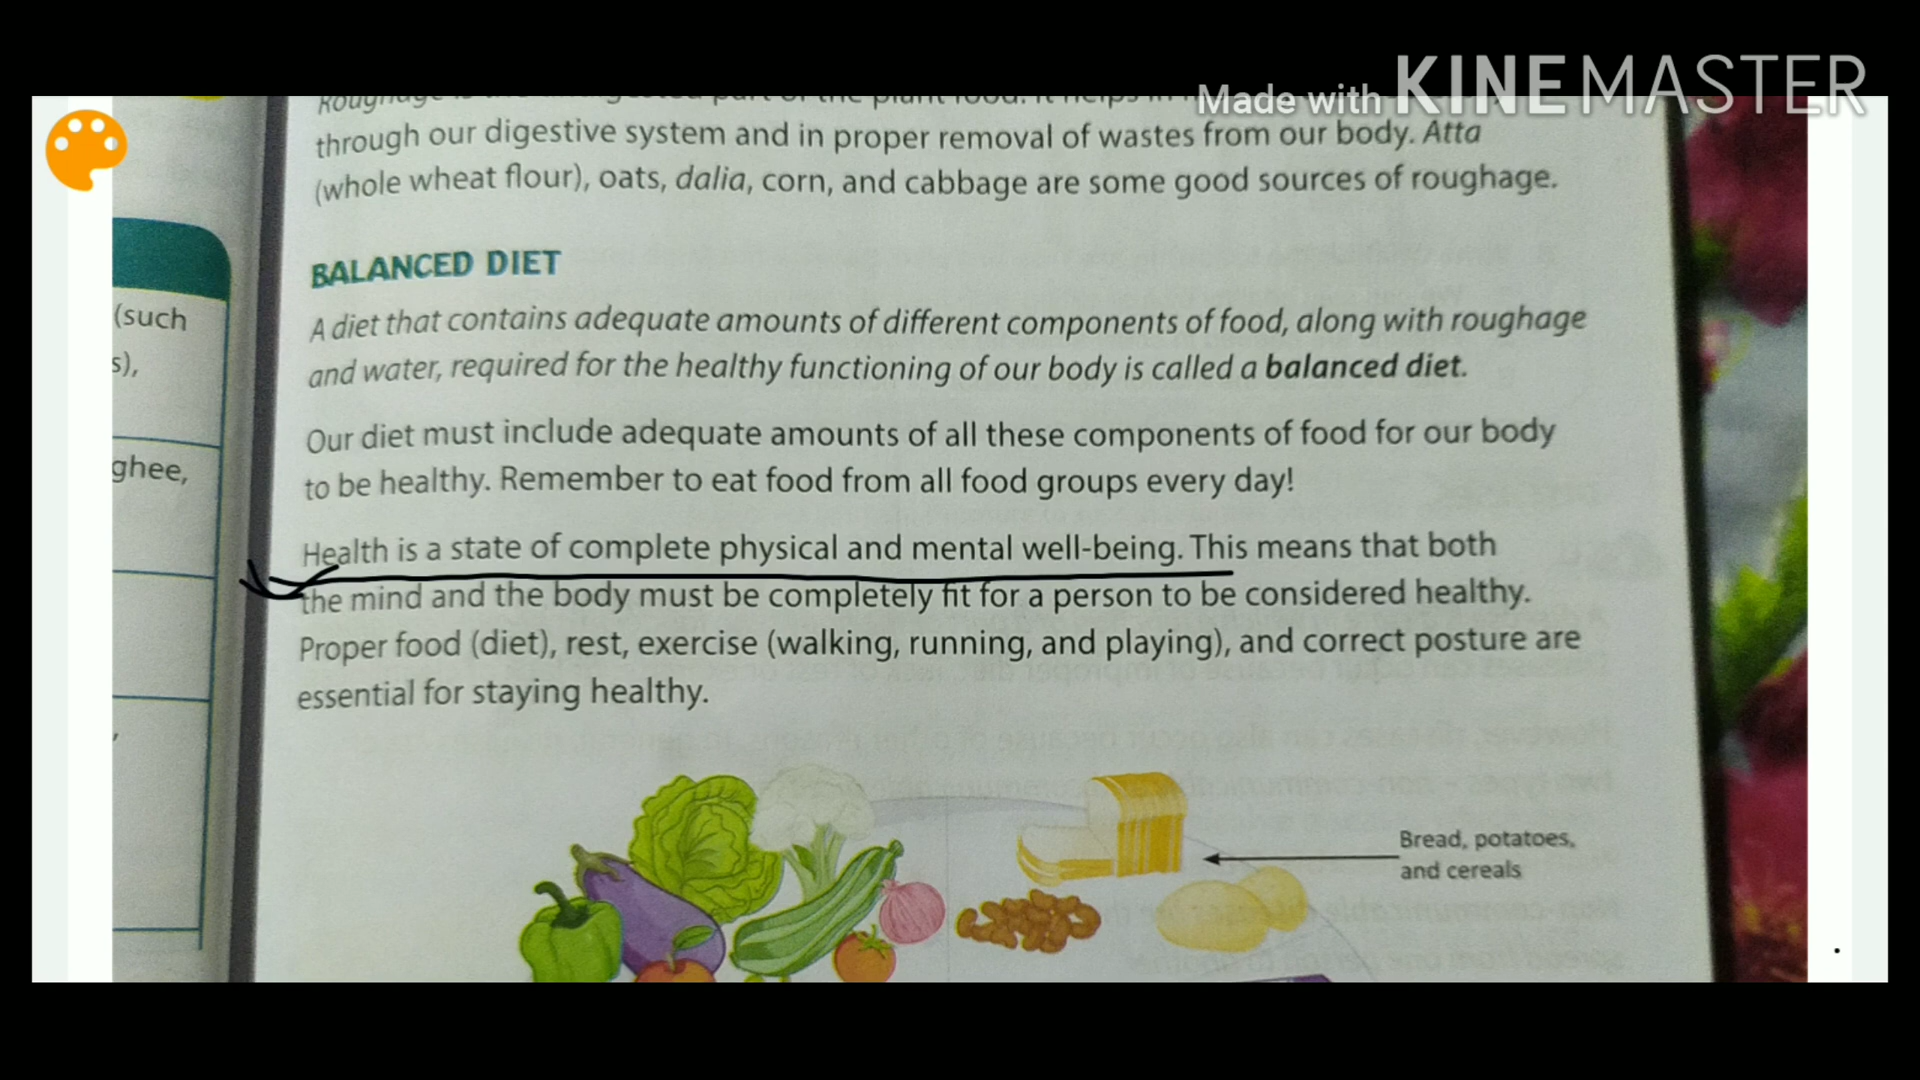 Made with KINEMASTER
Roughage is
through our digestive system and in proper removal of wastes from our body. Atta
(whole wheat flour), oats, dalia, corn, and cabbage are some good sources of roughage.
BALANCED DIET
A diet that contains adequate amounts of different components of food, along with roughage
and water, required for the healthy functioning of our body is called a balanced diet.
Our diet must include adequate amounts of all these components of food for our body
to be healthy. Remember to eat food from all food groups every day!
Health is a state of complete physical and mental well-being. This means that both
the mind and the body must be completely fit for a person to be considered healthy.
Proper food (diet), rest, exercise (walking, running, and playing), and correct posture are
essential for staying healthy.
Bread, potatoes,
and cereals
(such
s),
ghee,
,